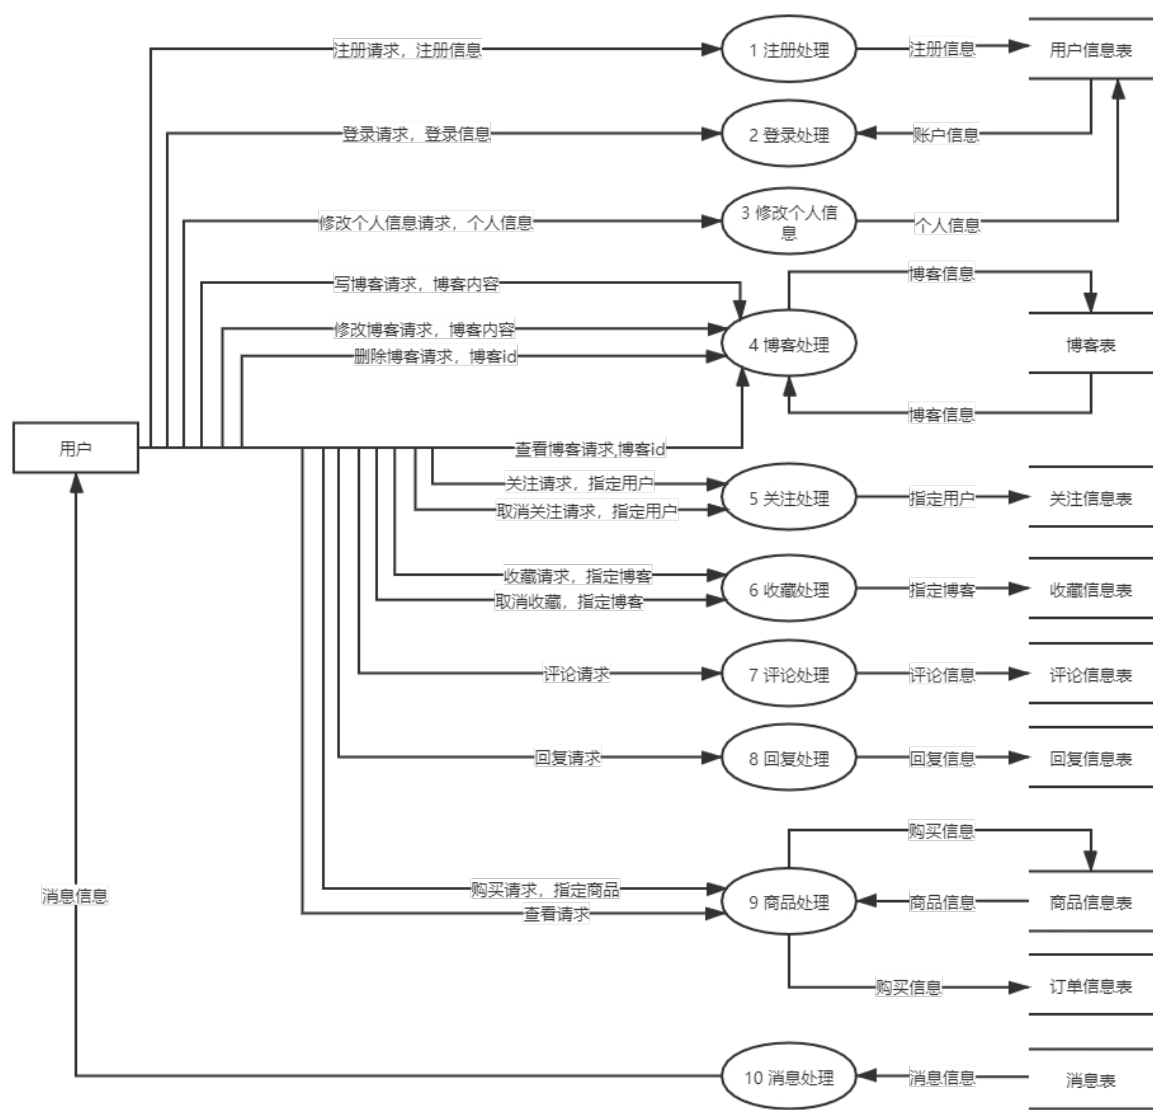 注册请求，注册信息
1 注册处理
注册信息
用户信息表
登录请求，登录信息
2 登录处理
账户信息
修改个人信息请求，个人信息
3 修改个人信
息
个人信息
写博客请求，博客内容
博客信息
修改博客请求，博客内容
删除博客请求，博客id
4 博客处理
博客表
博客信息
用户
查看博客请求,博客id
关注请求，指定用户
取消关注请求，指定用户
5 关注处理
指定用户
关注信息表
收藏请求，指定博客
取消收藏，指定博客
6 收藏处理
指定博客
收藏信息表
评论请求
7 评论处理
评论信息
评论信息表
回复请求
8 回复处理
回复信息
回复信息表
购买信息
消息信息
购买请求，指定商品
查看请求
9 商品处理
商品信息
商品信息表
购买信息
订单信息表
10 消息处理
消息信息
消息表